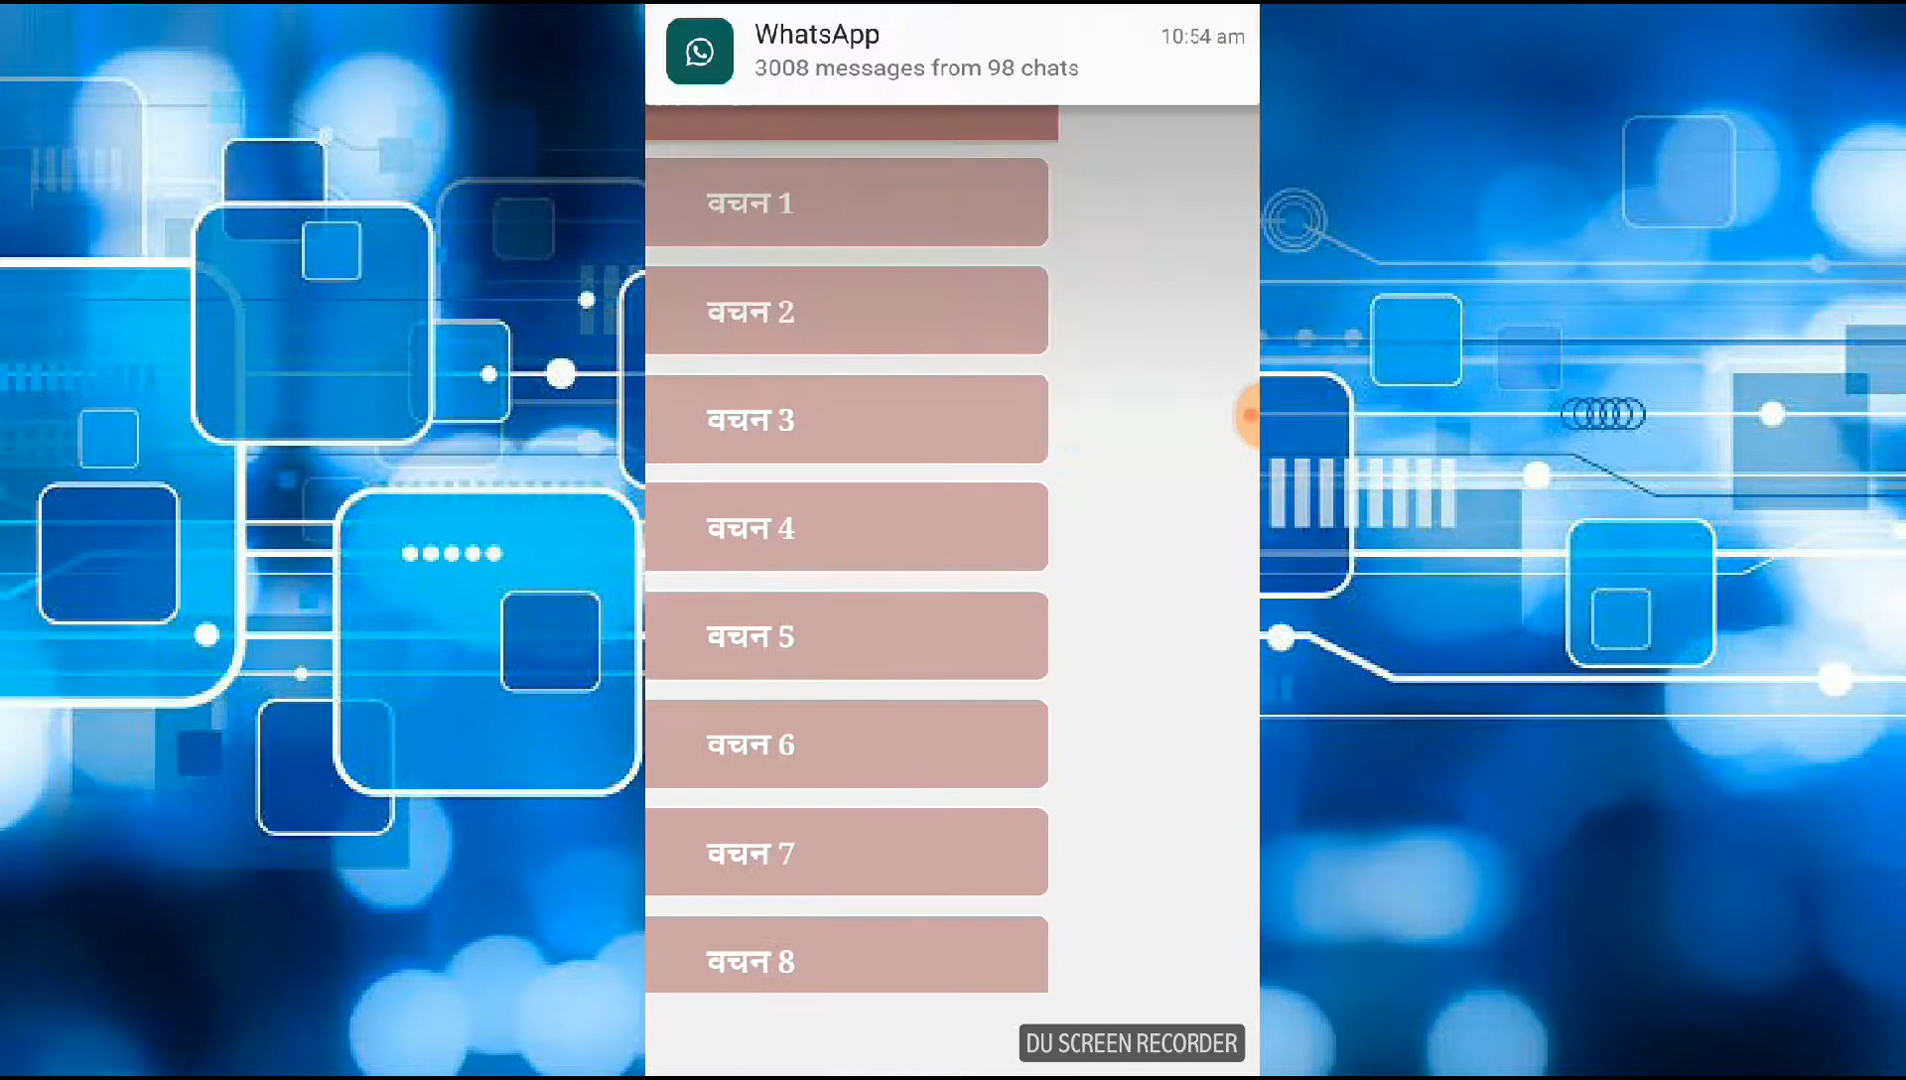 WhatsApp
10:54 am
3008 messages from 98 chats
वचन 1
वचन 2
वचन 3
वचन 4
वचन 5
वचन 6
वचन 7
वचन 8
DU SCREEN RECORDER